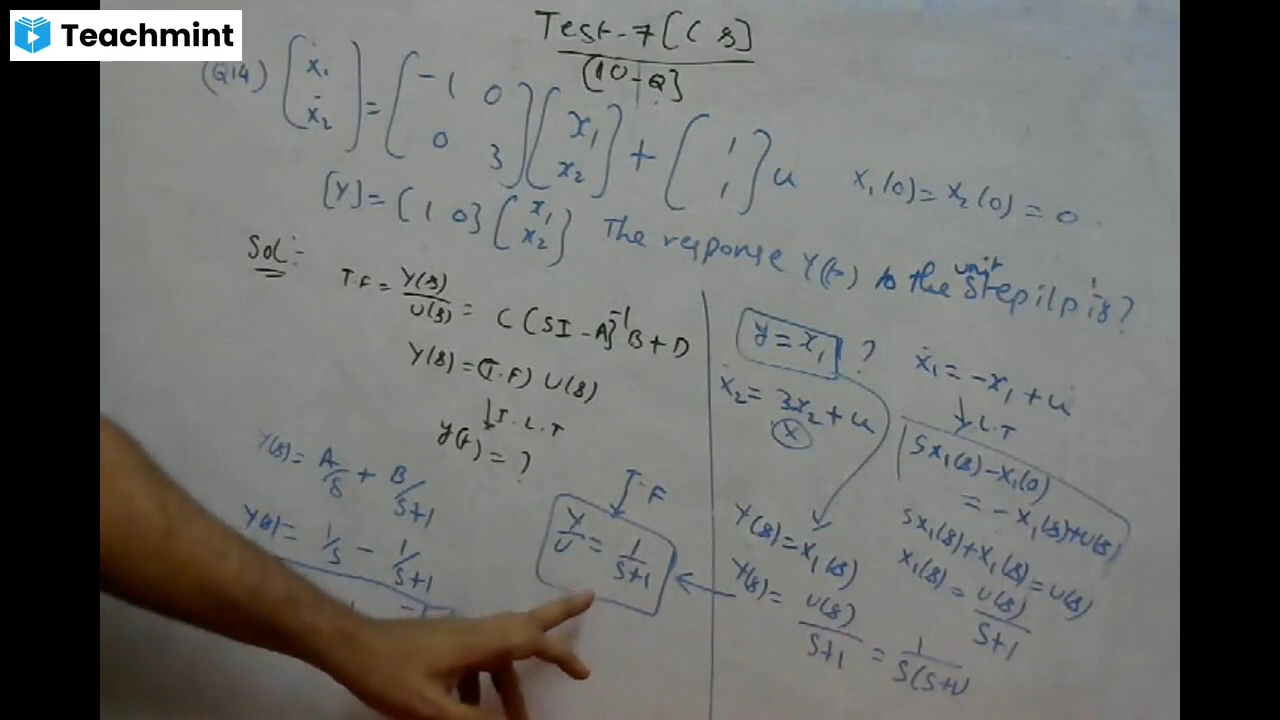 Teachmint
Test-7[CS]
(10-Q]
(Q14) [ẋ1 ẋ2] = [-1 0 0 3] [x1 x2] + [1 1] u x1(0) = x2(0) = 0
[Y] = [1 0] [x1 x2] The response Y(t) to the unit step i/p is?
Sol:-
T.F = Y(s)/U(s) = C(SI - A]^-1 B + D
Y(s) = (T.F) U(s)
↓ I.L.T
y(t) = ?
Y(s) = A/s + B/s+1
Y(s) = 1/s - 1/s+1
T.F
Y/U = 1/s+1
y = x1 ?
ẋ2 = 3x2 + u
x
ẋ1 = -x1 + u
↓ L.T
Sx1(s) - x1(0)
= -x1(s) + U(s)
Sx1(s) + x1(s) = U(s)
x1(s) = U(s)/S+1
Y(s) = x1(s)
Y(s) = U(s)/S+1 = 1/S(S+1)